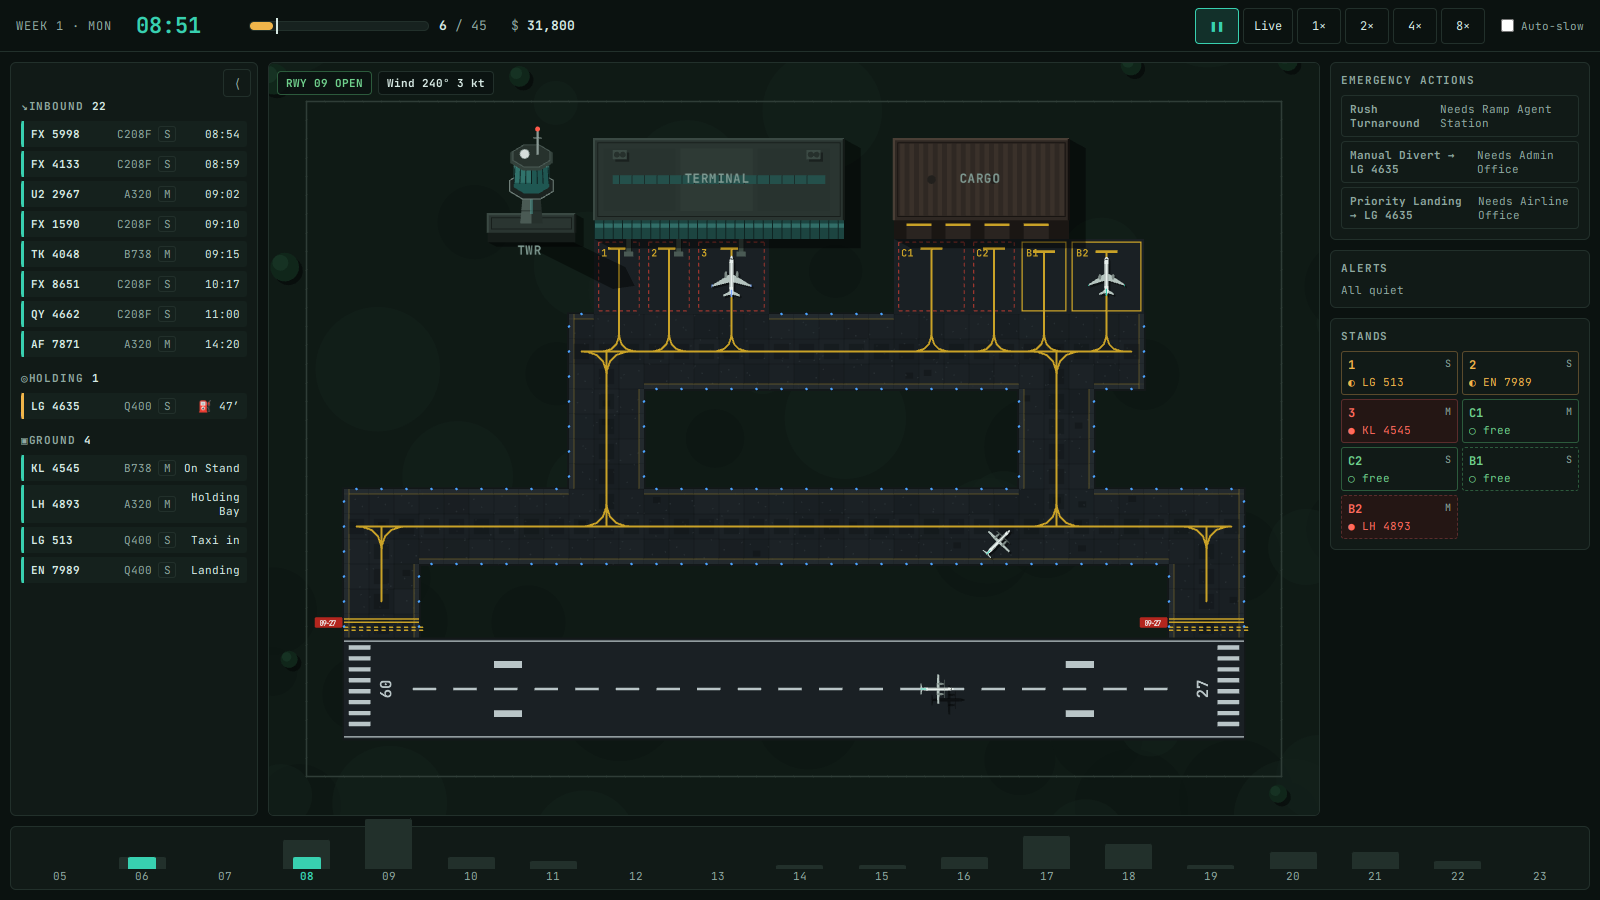 WEEK 1 · MON 08:51 6 / 45 $ 31,800 Live 1× 2× 4× 8× Auto-slow
INBOUND 22
FX 5998 C208F S 08:54
FX 4133 C208F S 08:59
U2 2967 A320 M 09:02
FX 1590 C208F S 09:10
TK 4048 B738 M 09:15
FX 8651 C208F S 10:17
QY 4662 C208F S 11:00
AF 7871 A320 M 14:20
HOLDING 1
LG 4635 Q400 S 47′
GROUND 4
KL 4545 B738 M On Stand
LH 4893 A320 M Holding Bay
LG 513 Q400 S Taxi in
EN 7989 Q400 S Landing
RWY 09 OPEN Wind 240° 3 kt
TERMINAL
CARGO
TWR
1 2 3 C1 C2 B1 B2
09-27 09-27
09 27
EMERGENCY ACTIONS
Rush Turnaround Needs Ramp Agent Station
Manual Divert → LG 4635 Needs Admin Office
Priority Landing → LG 4635 Needs Airline Office
ALERTS
All quiet
STANDS
1 S
LG 513
2 S
EN 7989
3 M
KL 4545
C1 M
free
C2 S
free
B1 S
free
B2 M
LH 4893
05 06 07 08 09 10 11 12 13 14 15 16 17 18 19 20 21 22 23